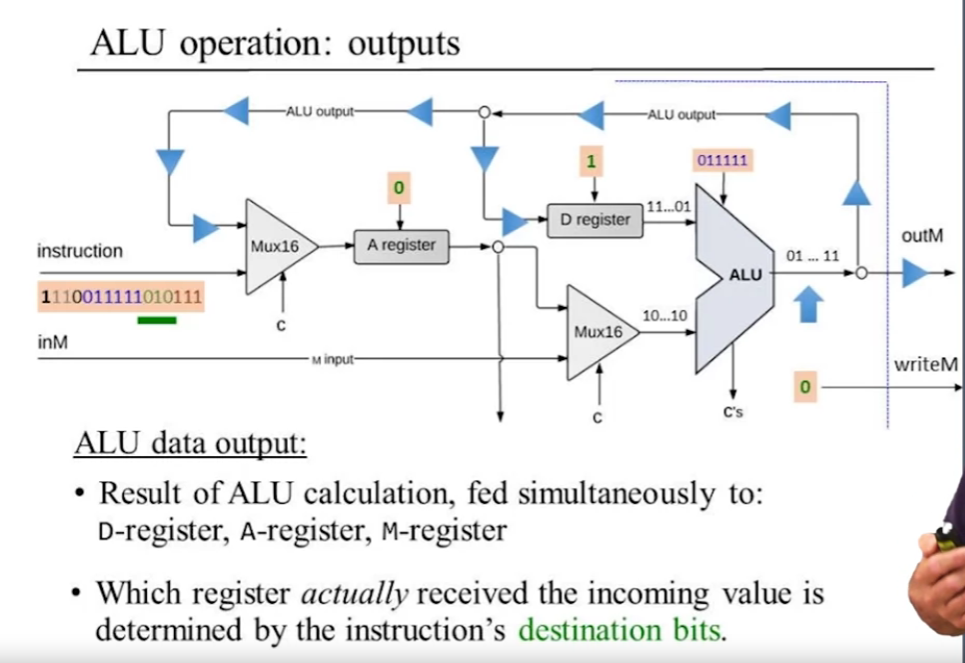 ALU operation: outputs
ALU output
ALU output
0
1
011111
Mux16
A register
D register
11...01
instruction
1110011111010111
C
inM
M input
Mux16
10...10
C
ALU
01 ... 11
C's
outM
0
writeM
ALU data output:
• Result of ALU calculation, fed simultaneously to:
D-register, A-register, M-register
• Which register actually received the incoming value is
determined by the instruction's destination bits.